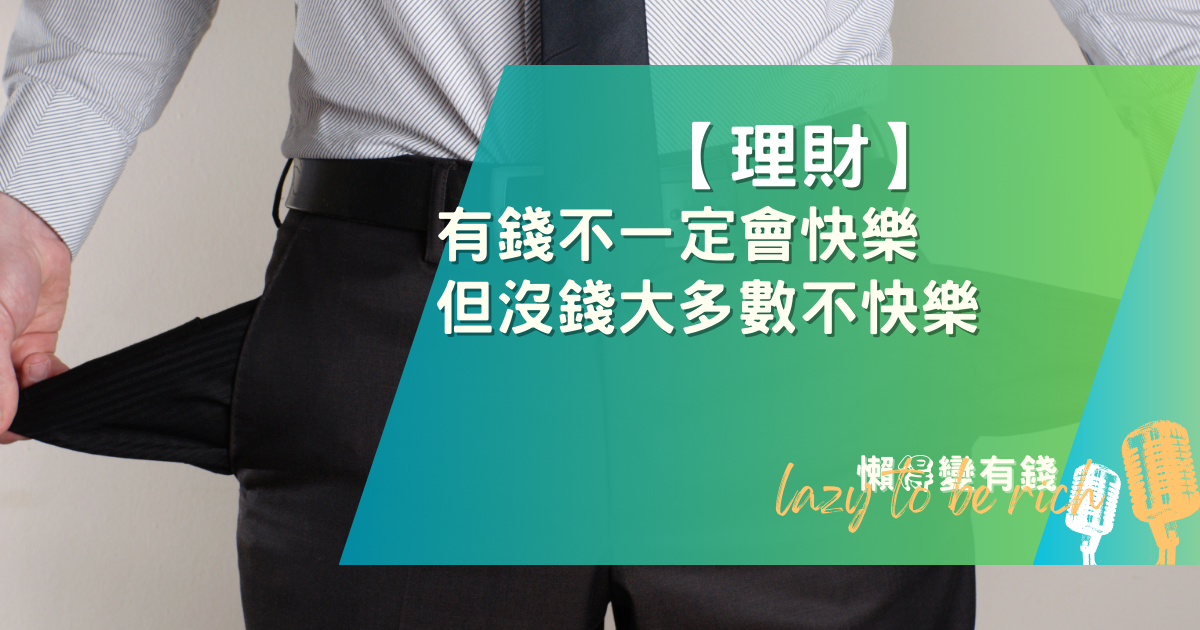 【理財】
有錢不一定會快樂
但沒錢大多數不快樂
懶得變有錢
lazy to be rich